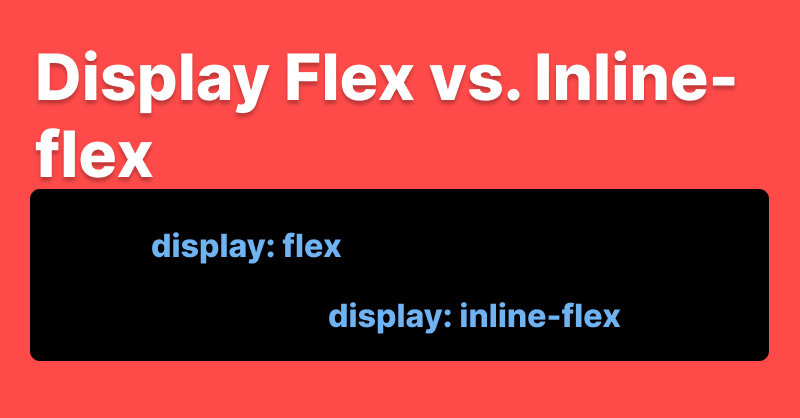 Display Flex vs. Inline-
flex
display: flex
display: inline-flex